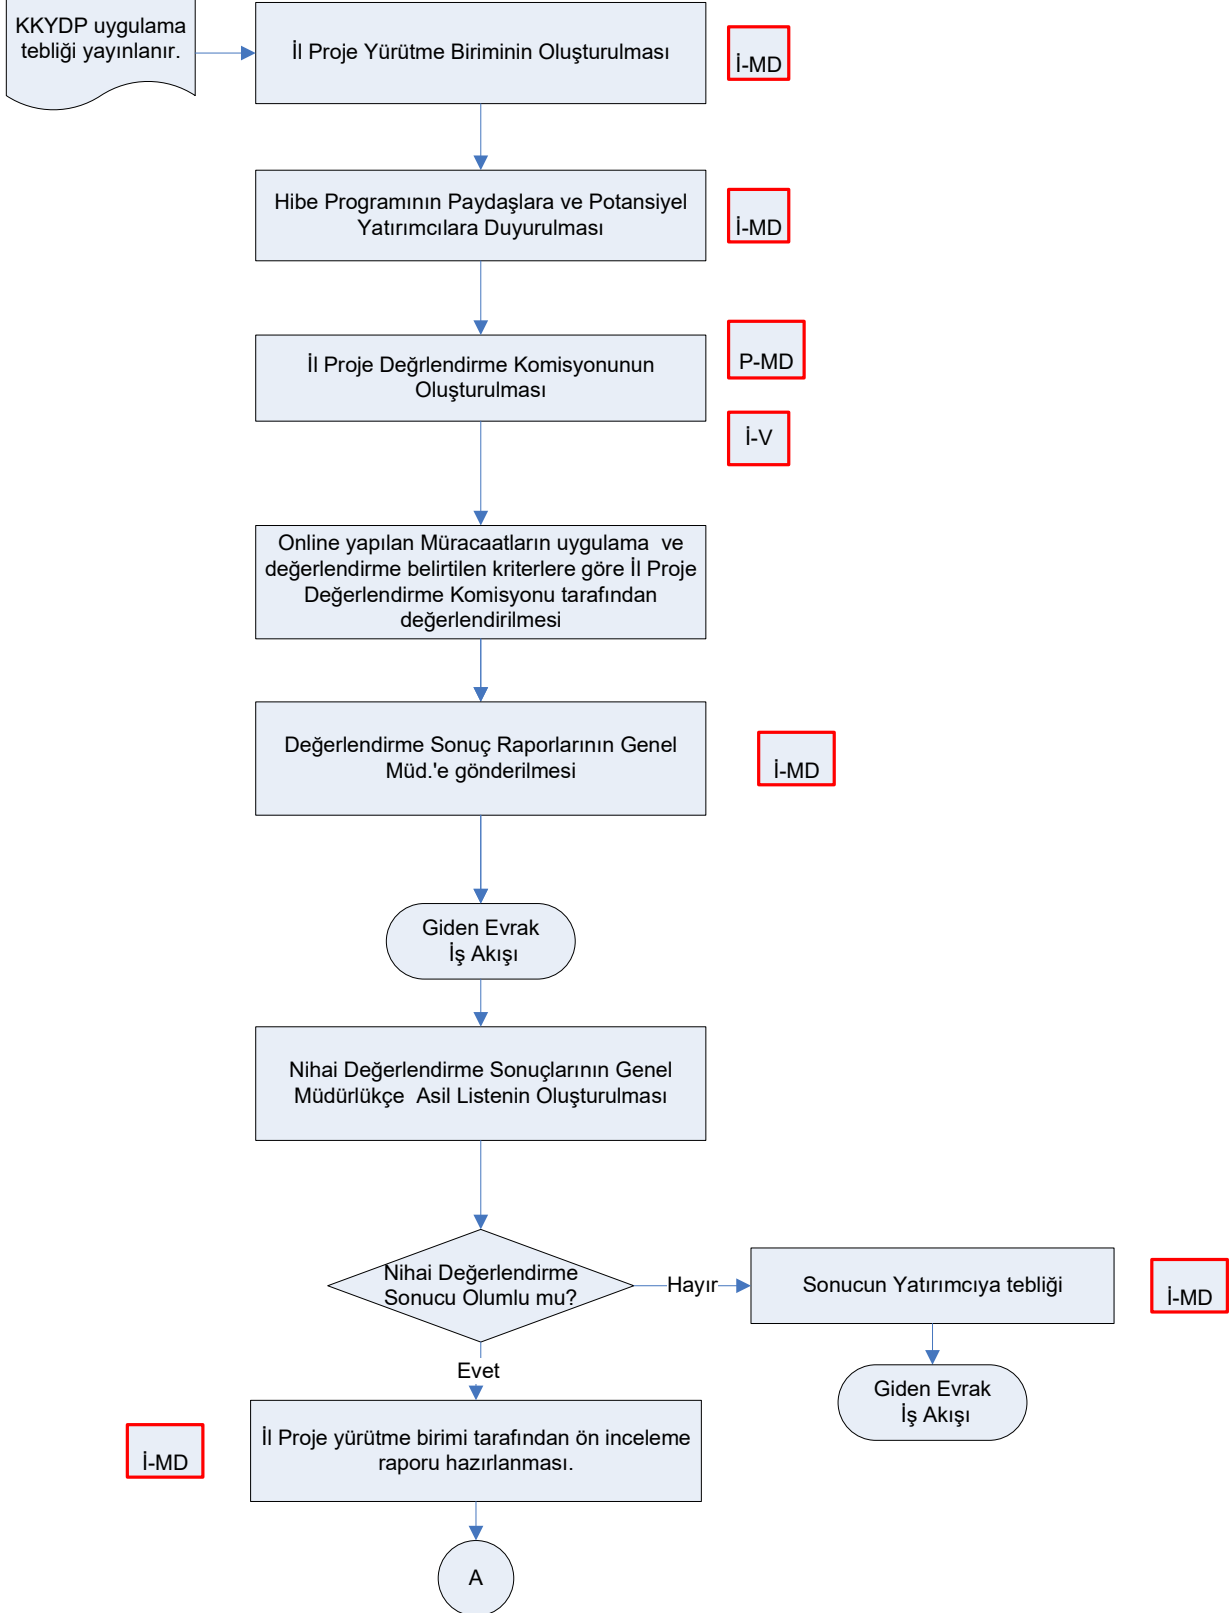 KKYDP uygulama
tebliği yayınlanır.
İl Proje Yürütme Biriminin Oluşturulması
İ-MD
Hibe Programının Paydaşlara ve Potansiyel
Yatırımcılara Duyurulması
İ-MD
İl Proje Değrlendirme Komisyonunun
Oluşturulması
P-MD
İ-V
Online yapılan Müracaatların uygulama ve
değerlendirme belirtilen kriterlere göre İl Proje
Değerlendirme Komisyonu tarafından
değerlendirilmesi
Değerlendirme Sonuç Raporlarının Genel
Müd.'e gönderilmesi
İ-MD
Giden Evrak
İş Akışı
Nihai Değerlendirme Sonuçlarının Genel
Müdürlükçe Asil Listenin Oluşturulması
Nihai Değerlendirme
Sonucu Olumlu mu?
Hayır
Sonucun Yatırımcıya tebliği
İ-MD
Evet
Giden Evrak
İş Akışı
İl Proje yürütme birimi tarafından ön inceleme
raporu hazırlanması.
İ-MD
A